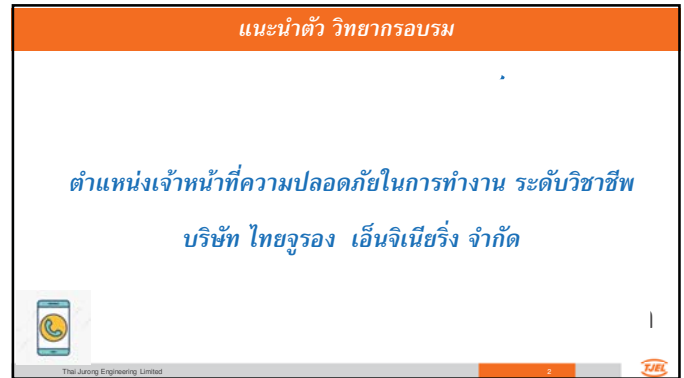 แนะนำตัว วิทยากรอบรม
ตำแหน่งเจ้าหน้าที่ความปลอดภัยในการทำงาน ระดับวิชาชีพ
บริษัท ไทยจูรอง เอ็นจิเนียริ่ง จำกัด
Thai Jurong Engineering Limited
2
TJEL